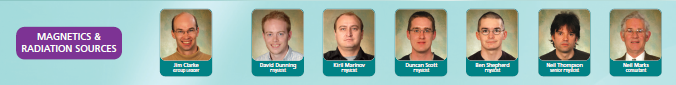 MAGNETICS &
RADIATION SOURCES
Jim Clarke
Group Leader
David Dunning
Physicist
Kiril Marinov
Physicist
Duncan Scott
Physicist
Ben Shepherd
Physicist
Neil Thompson
Senior Physicist
Neil Marks
Consultant